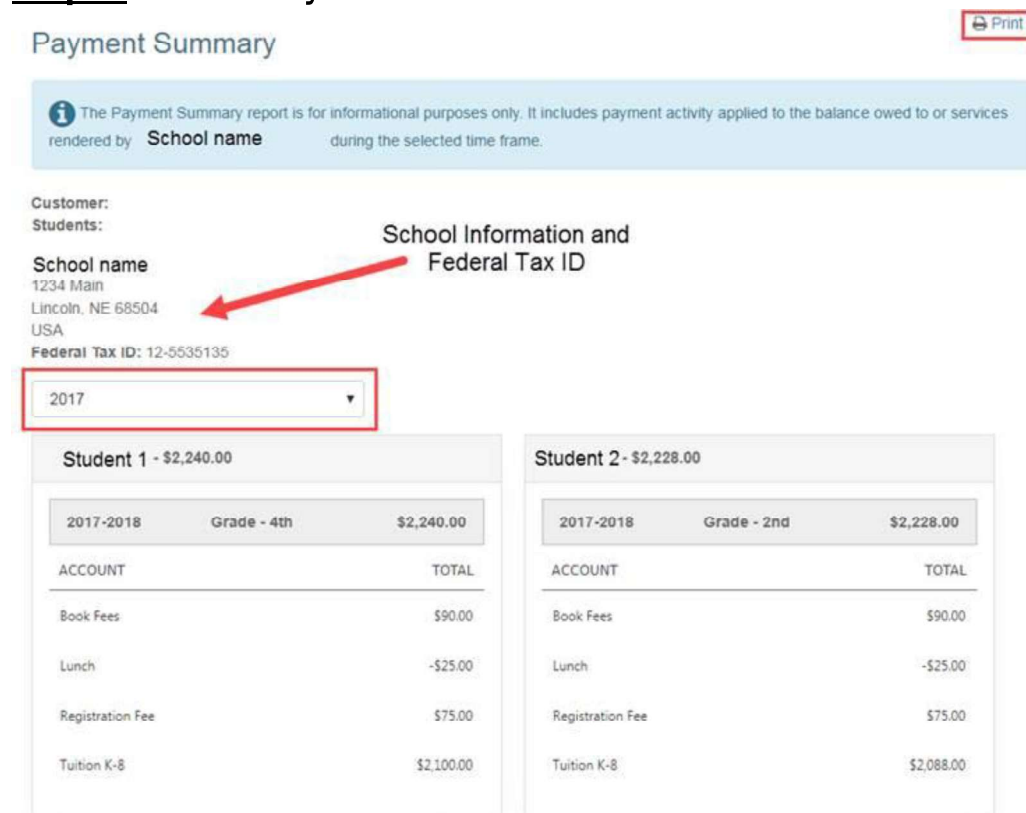 Print
Payment Summary
The Payment Summary report is for informational purposes only. It includes payment activity applied to the balance owed to or services
rendered by School name during the selected time frame.
Customer:
Students:
School Information and
Federal Tax ID
School name
1234 Main
Lincoln, NE 68504
USA
Federal Tax ID: 12-5535135
2017
Student 1 - $2,240.00
2017-2018 Grade - 4th $2,240.00
ACCOUNT TOTAL
Book Fees $90.00
Lunch -$25.00
Registration Fee $75.00
Tuition K-8 $2,100.00
Student 2 - $2,228.00
2017-2018 Grade - 2nd $2,228.00
ACCOUNT TOTAL
Book Fees $90.00
Lunch -$25.00
Registration Fee $75.00
Tuition K-8 $2,088.00